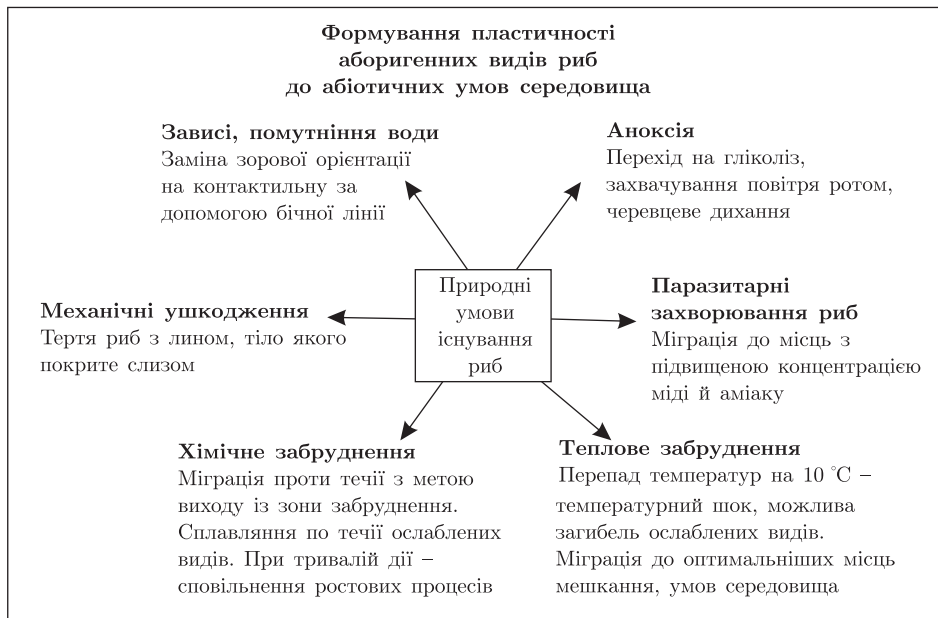 Формування пластичності
аборигенних видів риб
до абіотичних умов середовища
Зависі, помутніння води
Заміна зорової орієнтації
на контактильну за
допомогою бічної лінії
Аноксія
Перехід на гліколіз,
захвачування повітря ротом,
черевцеве дихання
Механічні ушкодження
Тертя риб з лином, тіло якого
покрите слизом
Природні
умови
існування
риб
Паразитарні
захворювання риб
Міграція до місць з
підвищеною концентрацією
міді й аміаку
Хімічне забруднення
Міграція проти течії з метою
виходу із зони забруднення.
Сплавляння по течії ослаблених
видів. При тривалій дії –
сповільнення ростових процесів
Теплове забруднення
Перепад температур на 10 °C –
температурний шок, можлива
загибель ослаблених видів.
Міграція до оптимальніших місць
мешкання, умов середовища